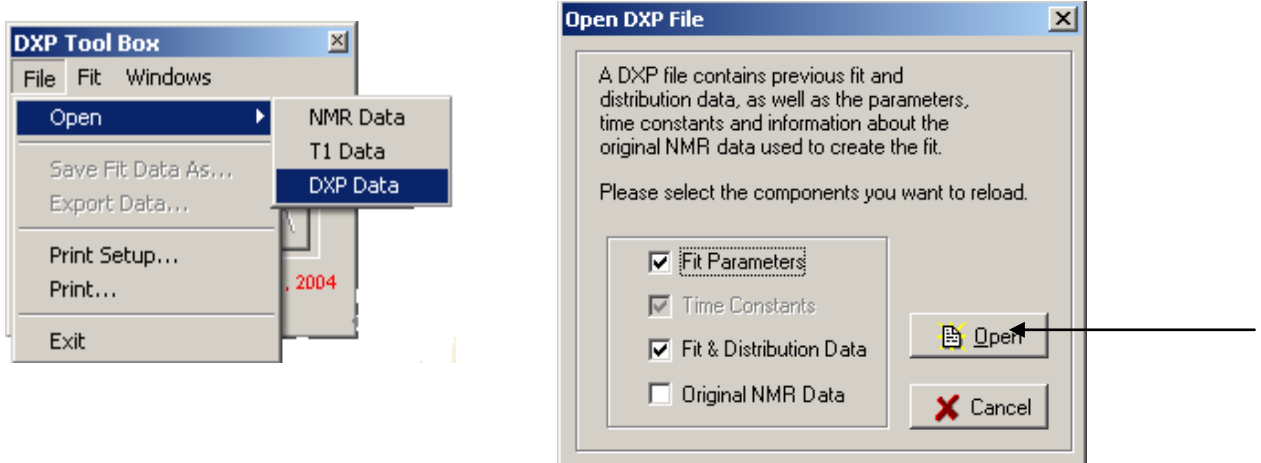 DXP Tool Box
File Fit Windows
Open
NMR Data
T1 Data
DXP Data
Save Fit Data As...
Export Data...
Print Setup...
Print...
, 2004
Exit
Open DXP File
A DXP file contains previous fit and
distribution data, as well as the parameters,
time constants and information about the
original NMR data used to create the fit.
Please select the components you want to reload.
Fit Parameters
Time Constants
Fit & Distribution Data
Original NMR Data
Open
Cancel